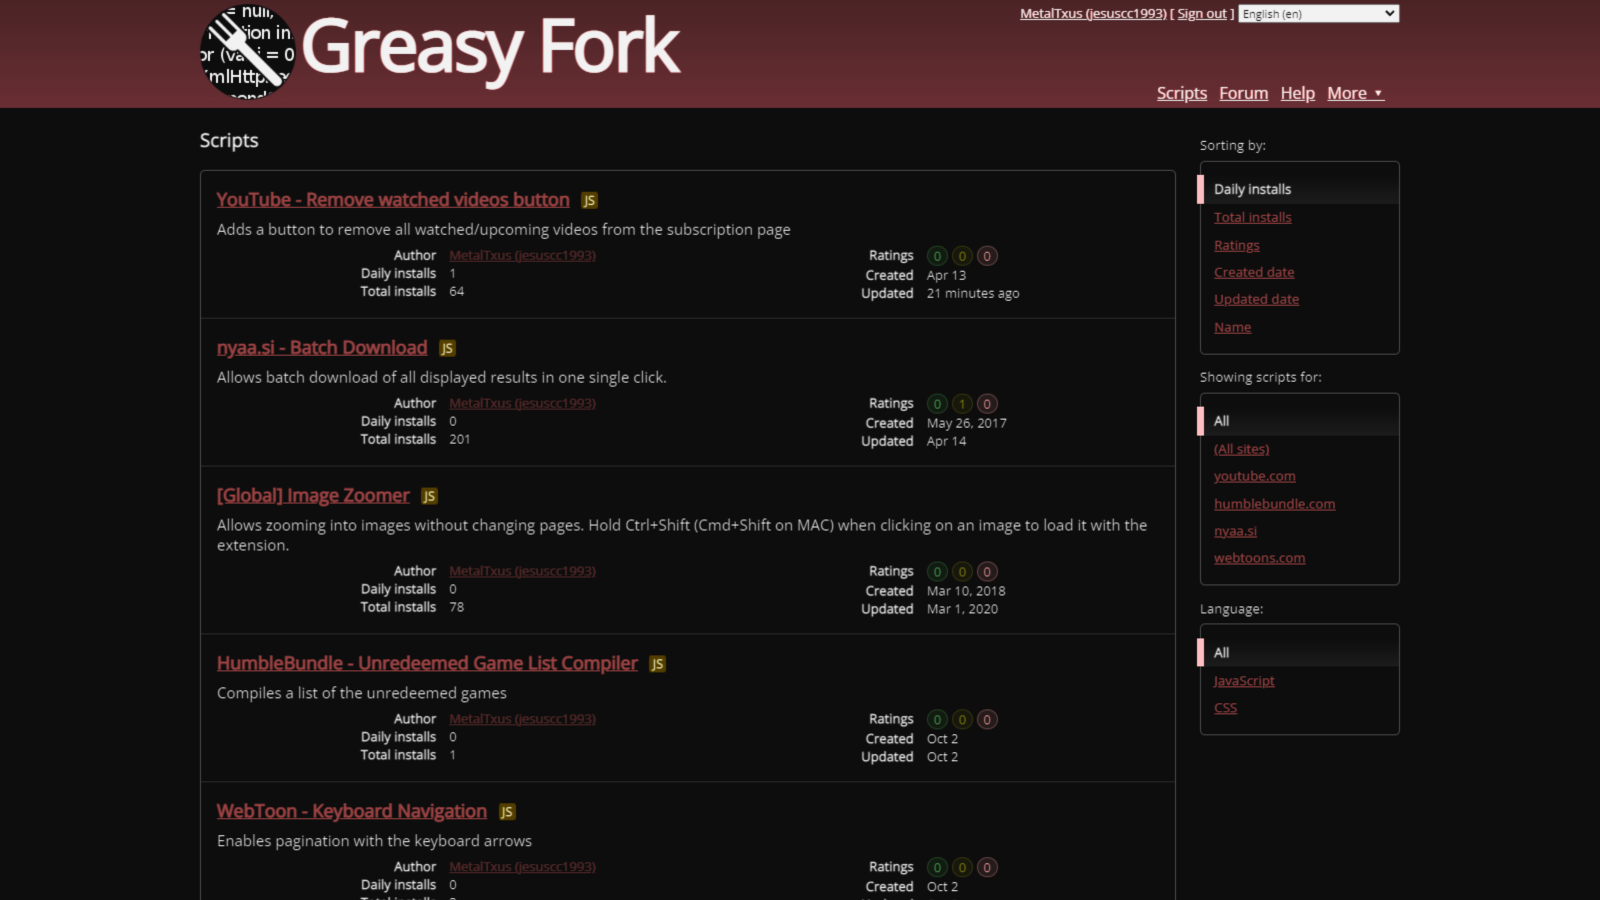 = null,
tion in
or (va i = 0
XmlHttp
Greasy Fork
MetalTxus (jesuscc1993) [ Sign out ] English (en)
Scripts Forum Help More ▼
Scripts
YouTube - Remove watched videos button JS
Adds a button to remove all watched/upcoming videos from the subscription page
Author MetalTxus (jesuscc1993) Ratings 0 0 0
Daily installs 1 Created Apr 13
Total installs 64 Updated 21 minutes ago
nyaa.si - Batch Download JS
Allows batch download of all displayed results in one single click.
Author MetalTxus (jesuscc1993) Ratings 0 1 0
Daily installs 0 Created May 26, 2017
Total installs 201 Updated Apr 14
[Global] Image Zoomer JS
Allows zooming into images without changing pages. Hold Ctrl+Shift (Cmd+Shift on MAC) when clicking on an image to load it with the
extension.
Author MetalTxus (jesuscc1993) Ratings 0 0 0
Daily installs 0 Created Mar 10, 2018
Total installs 78 Updated Mar 1, 2020
HumbleBundle - Unredeemed Game List Compiler JS
Compiles a list of the unredeemed games
Author MetalTxus (jesuscc1993) Ratings 0 0 0
Daily installs 0 Created Oct 2
Total installs 1 Updated Oct 2
WebToon - Keyboard Navigation JS
Enables pagination with the keyboard arrows
Author MetalTxus (jesuscc1993) Ratings 0 0 0
Daily installs 0 Created Oct 2
Sorting by:
Daily installs
Total installs
Ratings
Created date
Updated date
Name
Showing scripts for:
All
(All sites)
youtube.com
humblebundle.com
nyaa.si
webtoons.com
Language:
All
JavaScript
CSS